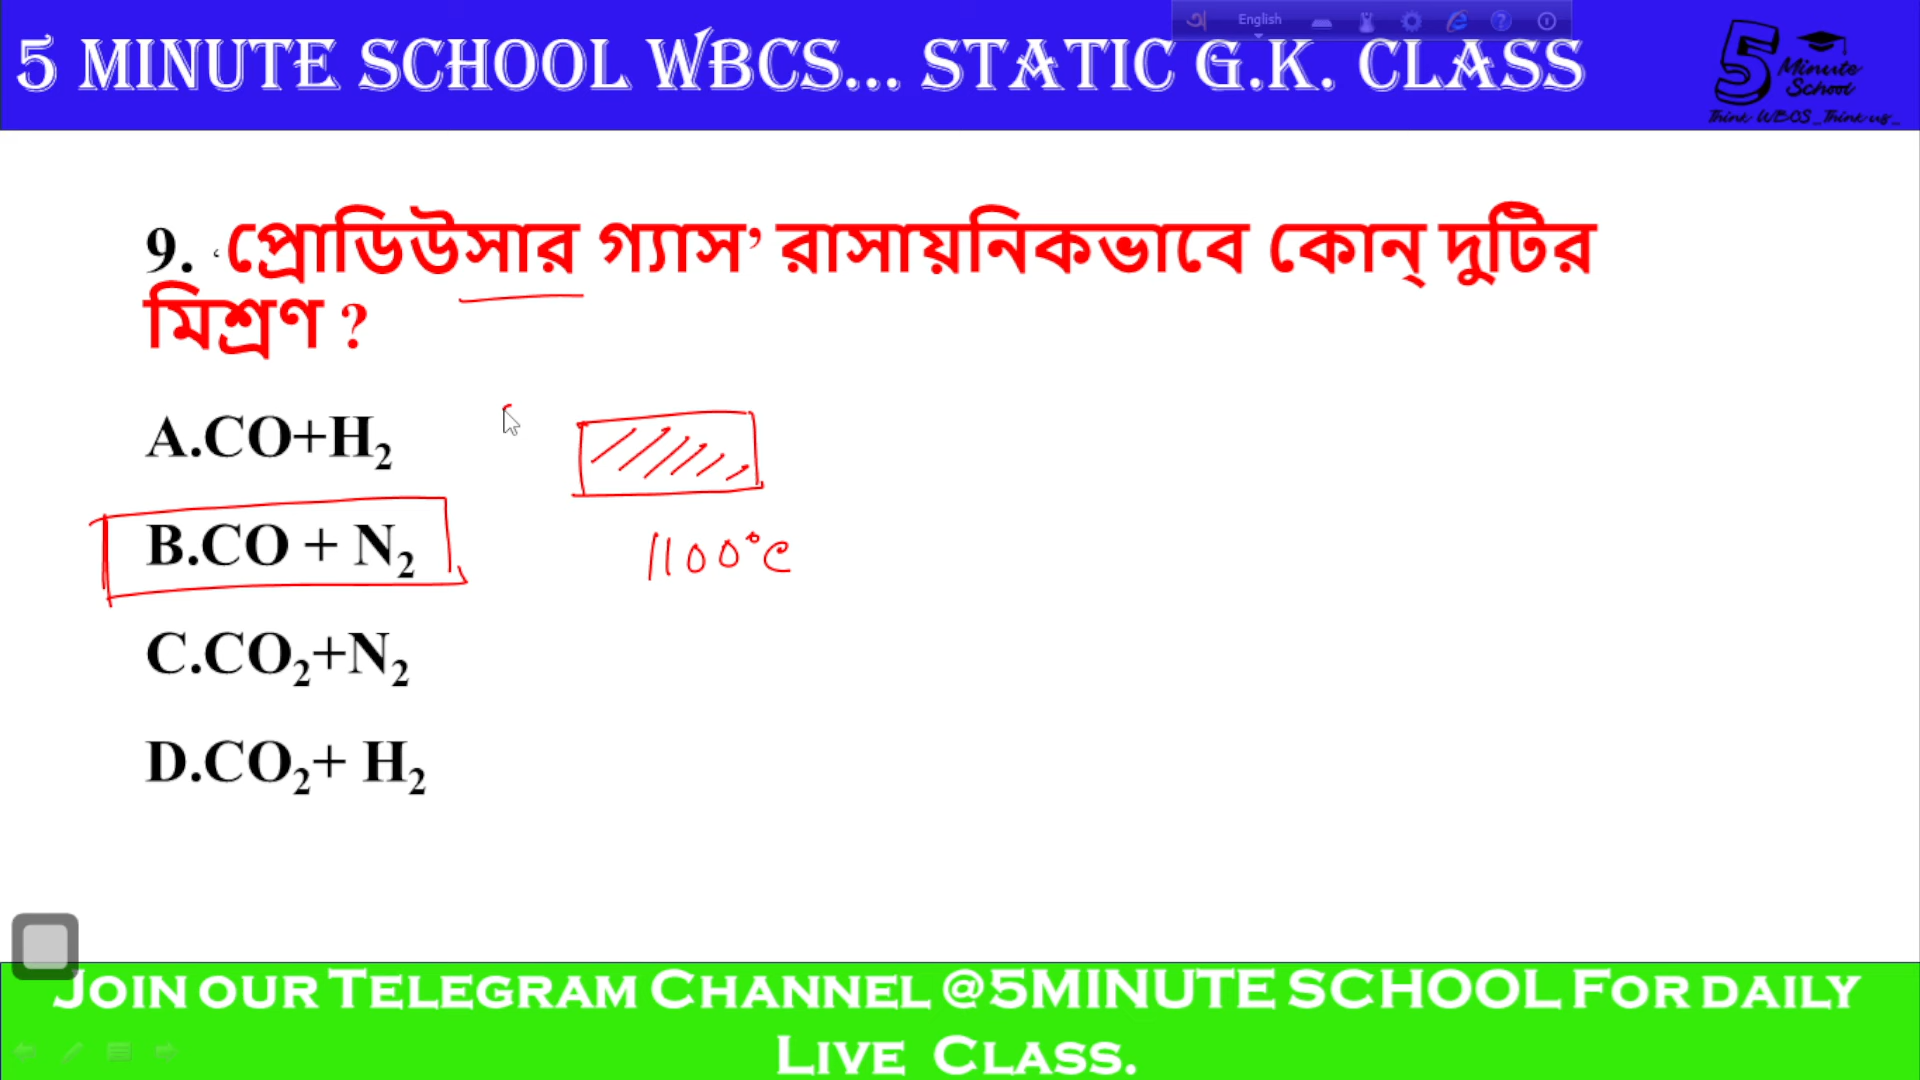 English
5 MINUTE SCHOOL WBCS... STATIC G.K. CLASS
5 Minute School
Think WBCS_Think us_
9. ‘প্রোডিউসার গ্যাস’ রাসায়নিকভাবে কোন্ দুটির
মিশ্রণ ?
A.CO+H₂
B.CO + N₂
1100°C
C.CO₂+N₂
D.CO₂+ H₂
JOIN OUR TELEGRAM CHANNEL @5MINUTE SCHOOL FOR DAILY
LIVE CLASS.